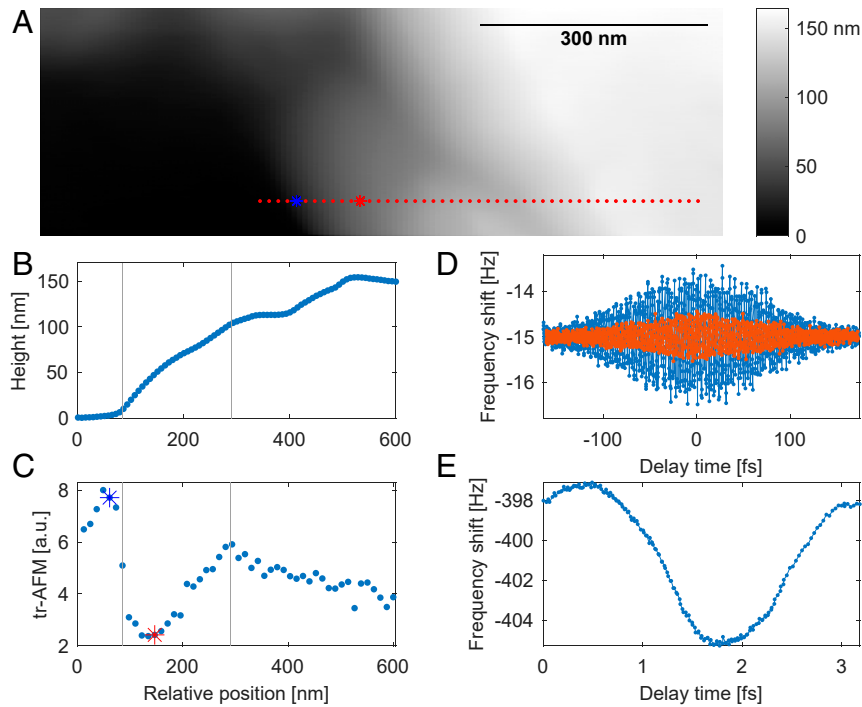 A
300 nm
150 nm
100
50
0
B
Height [nm]
150
100
50
0
0 200 400 600
C
tr-AFM [a.u.]
8
6
4
2
0 200 400 600
Relative position [nm]
D
Frequency shift [Hz]
-14
-15
-16
-100 0 100
Delay time [fs]
E
Frequency shift [Hz]
-398
-400
-402
-404
0 1 2 3
Delay time [fs]